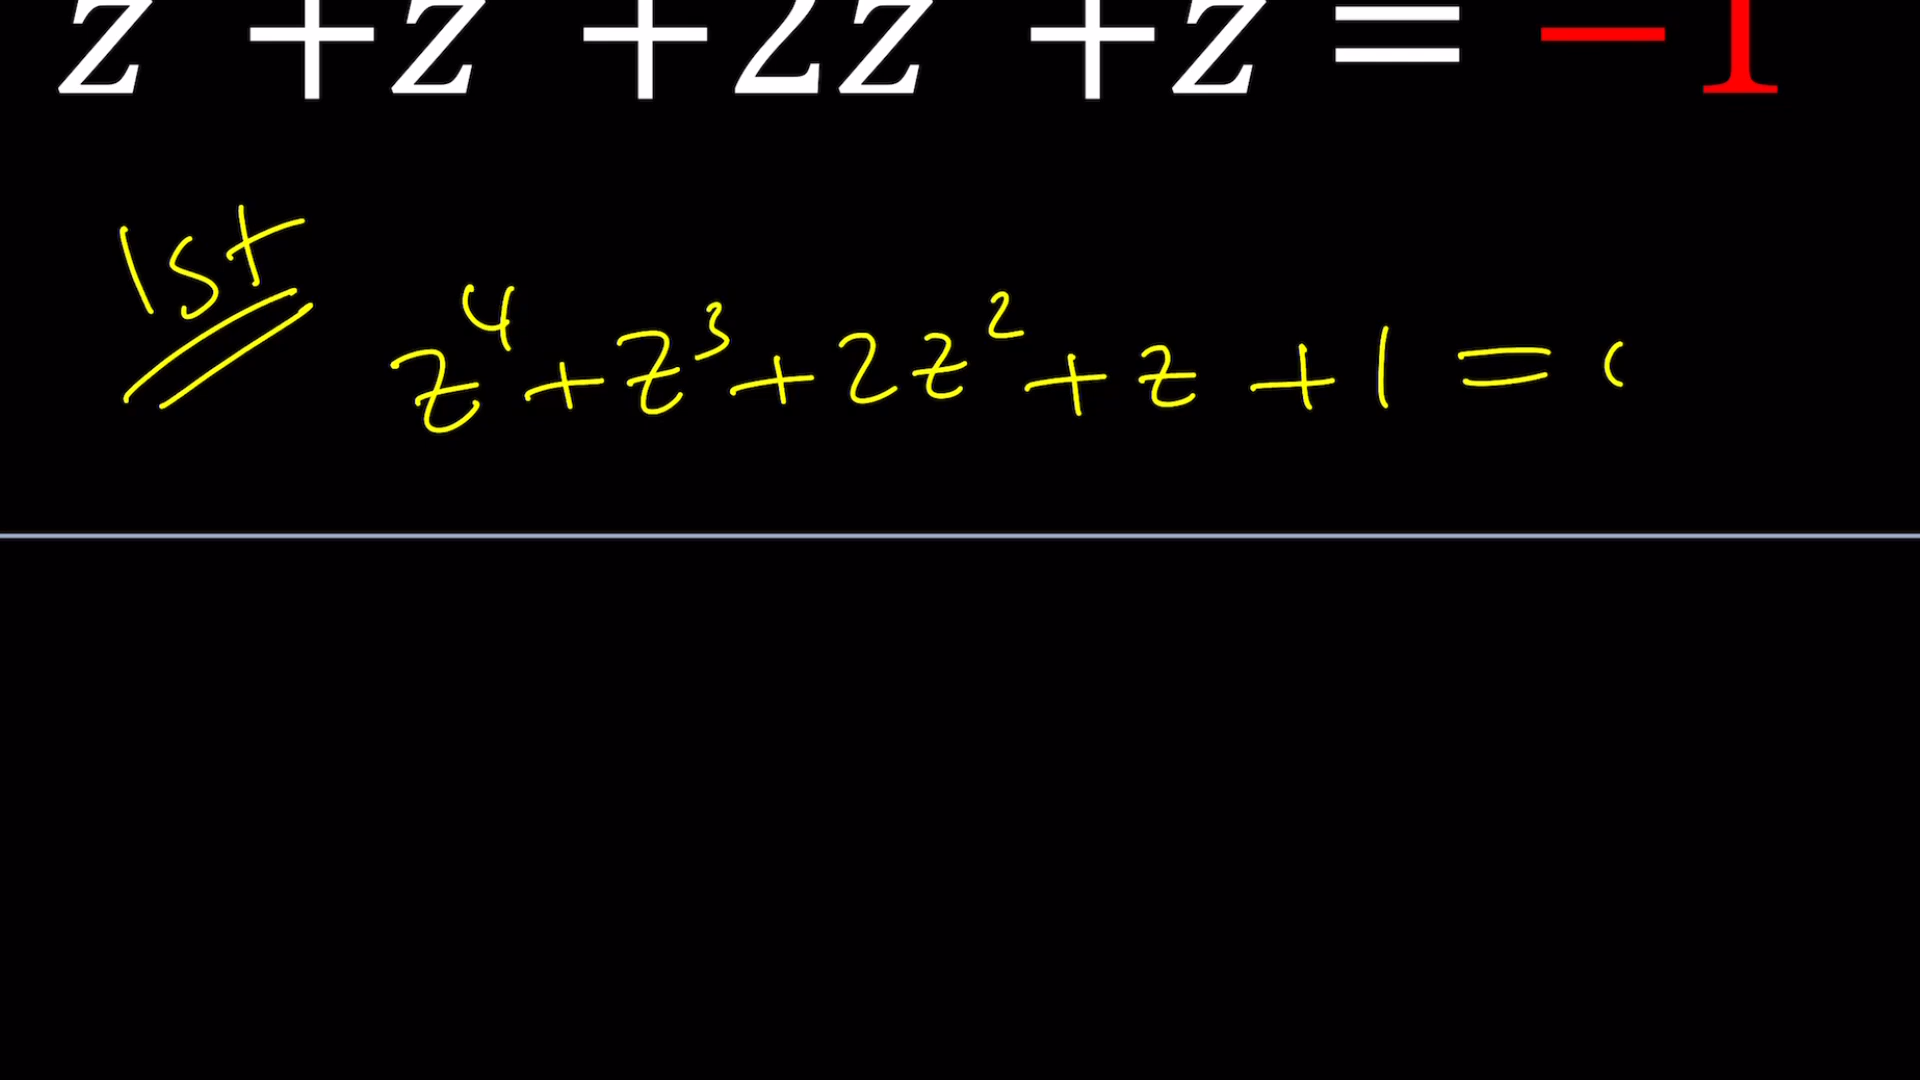 z + z + 2z + z = −1
1st
z⁴ + z³ + 2z² + z + 1 =